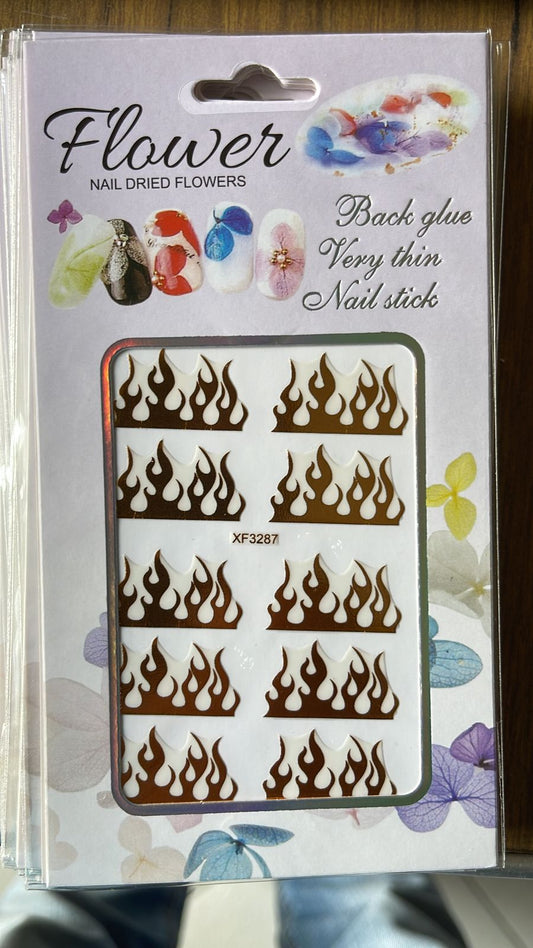 Flower
NAIL DRIED FLOWERS
Back glue
Very thin
Nail stick
XF3287